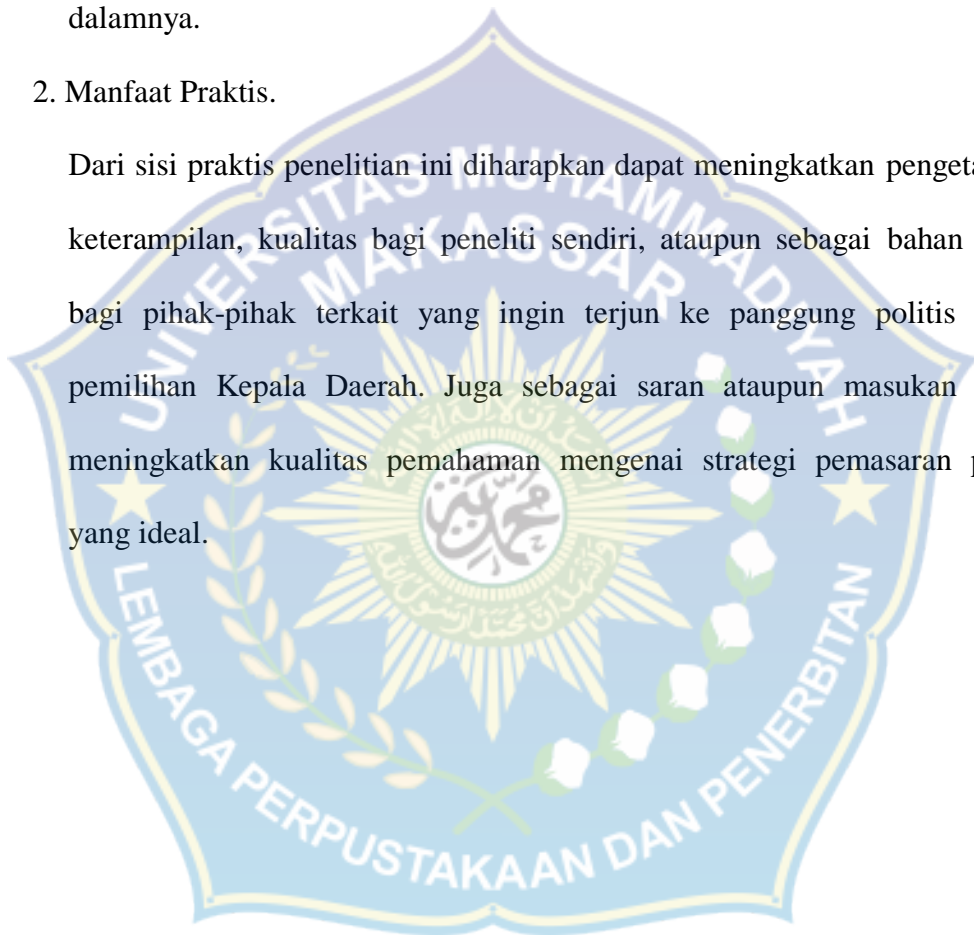 dalamnya.
2. Manfaat Praktis.
Dari sisi praktis penelitian ini diharapkan dapat meningkatkan
keterampilan, kualitas bagi peneliti sendiri, ataupun sebagai bahan
bagi pihak-pihak terkait yang ingin terjun ke panggung politis
pemilihan Kepala Daerah. Juga sebagai saran ataupun masukan
meningkatkan kualitas pemahaman mengenai strategi pemasaran
yang ideal.
UNIVERSITAS MUHAMMADIYAH
MAKASSAR
LEMBAGA PERPUSTAKAAN DAN PENERBITAN